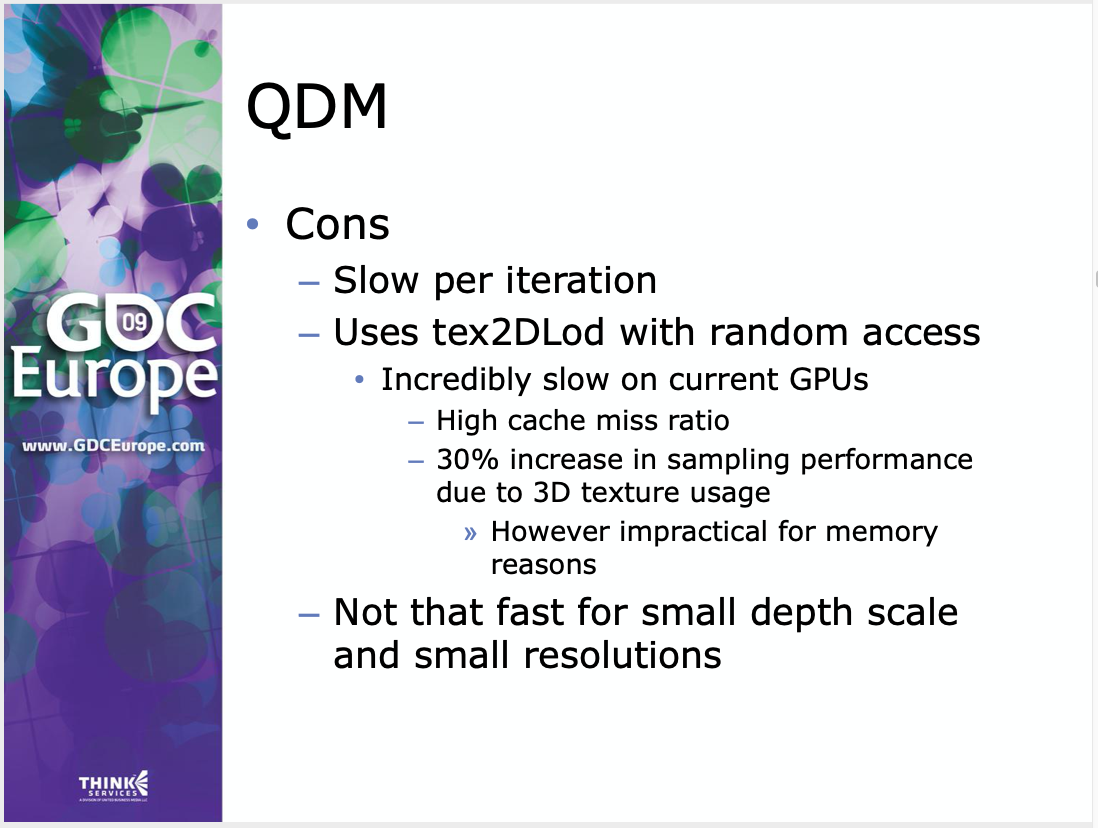 QDM
• Cons
– Slow per iteration
– Uses tex2DLod with random access
• Incredibly slow on current GPUs
– High cache miss ratio
– 30% increase in sampling performance
due to 3D texture usage
» However impractical for memory
reasons
– Not that fast for small depth scale
and small resolutions
GDC 09
Europe
www.GDCEurope.com
THINK
SERVICES
A DIVISION OF UNITED BUSINESS MEDIA LLC